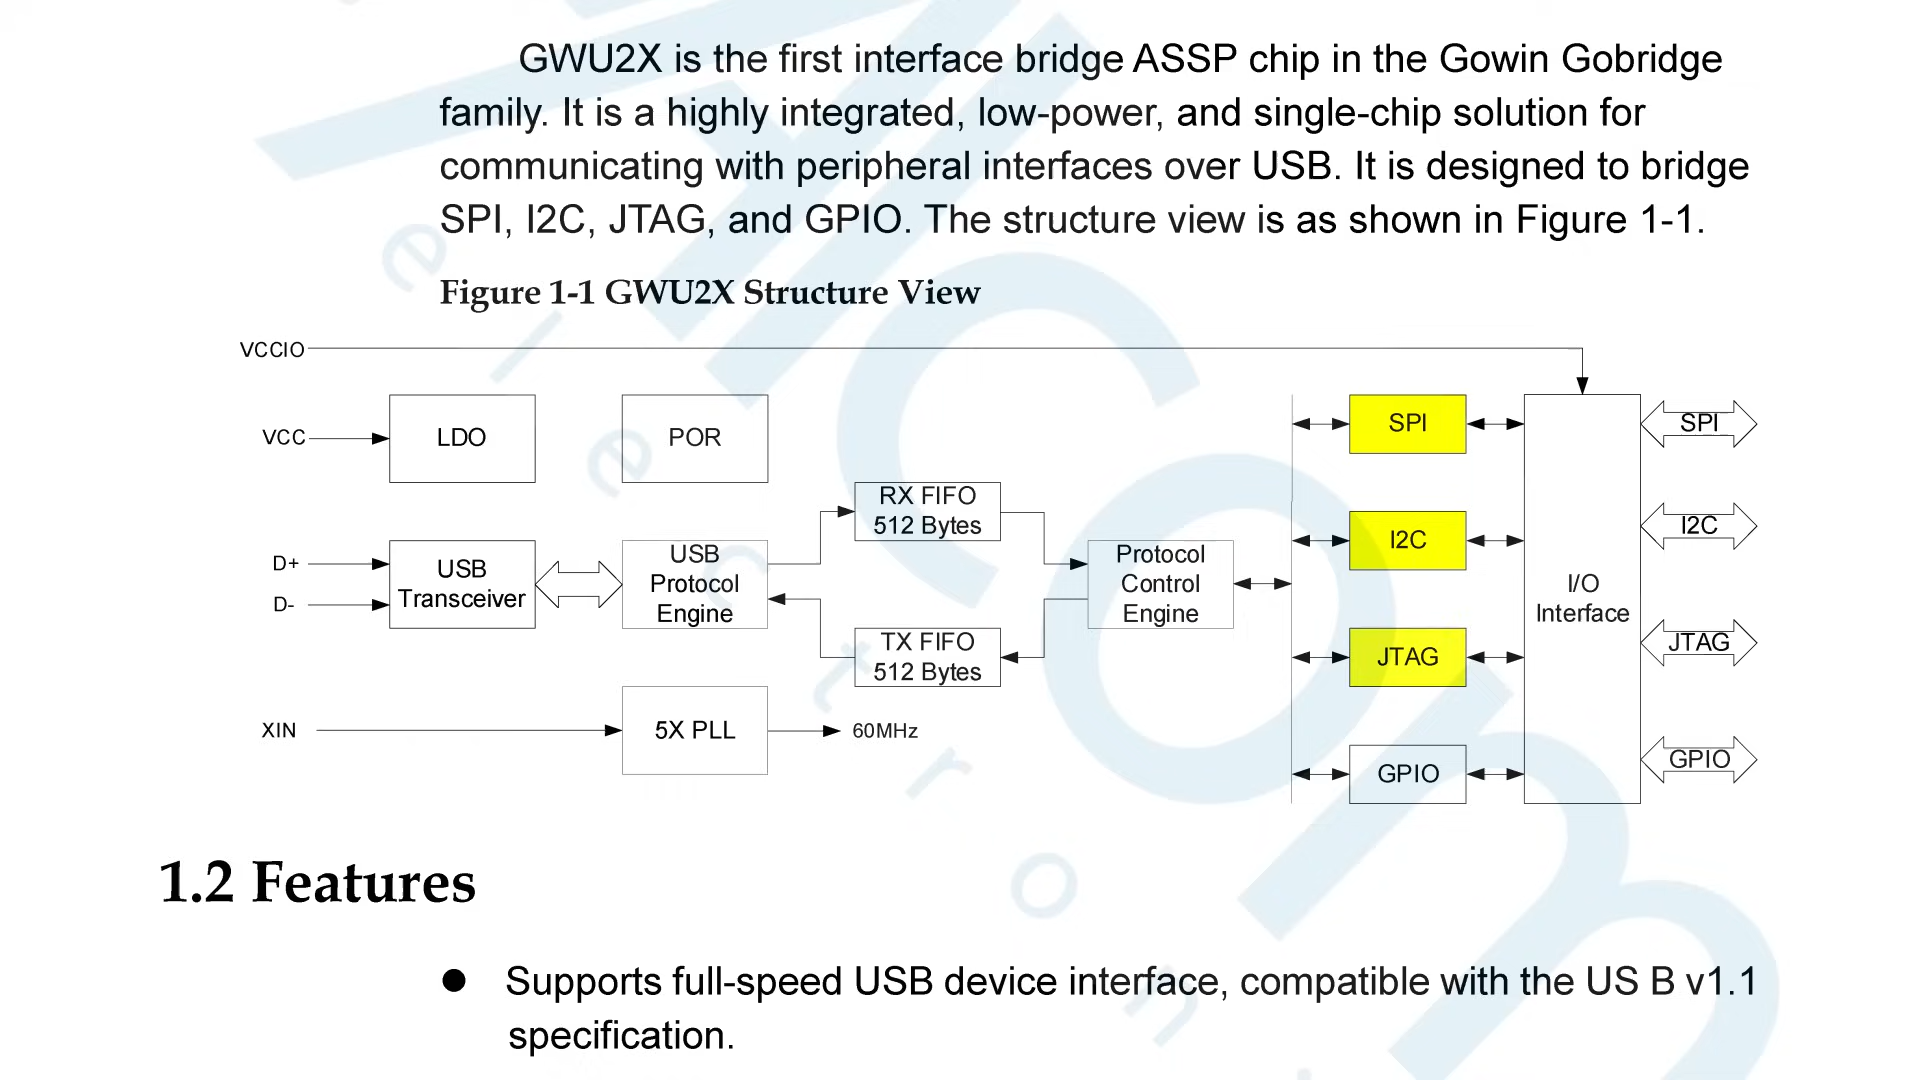 GWU2X is the first interface bridge ASSP chip in the Gowin Gobridge
family. It is a highly integrated, low-power, and single-chip solution for
communicating with peripheral interfaces over USB. It is designed to bridge
SPI, I2C, JTAG, and GPIO. The structure view is as shown in Figure 1-1.
Figure 1-1 GWU2X Structure View
VCCIO
VCC
LDO
POR
SPI
SPI
RX FIFO
512 Bytes
I2C
I2C
D+
D-
USB
Transceiver
USB
Protocol
Engine
Protocol
Control
Engine
I/O
Interface
TX FIFO
512 Bytes
JTAG
JTAG
XIN
5X PLL
60MHz
GPIO
GPIO
1.2 Features
● Supports full-speed USB device interface, compatible with the US B v1.1
specification.